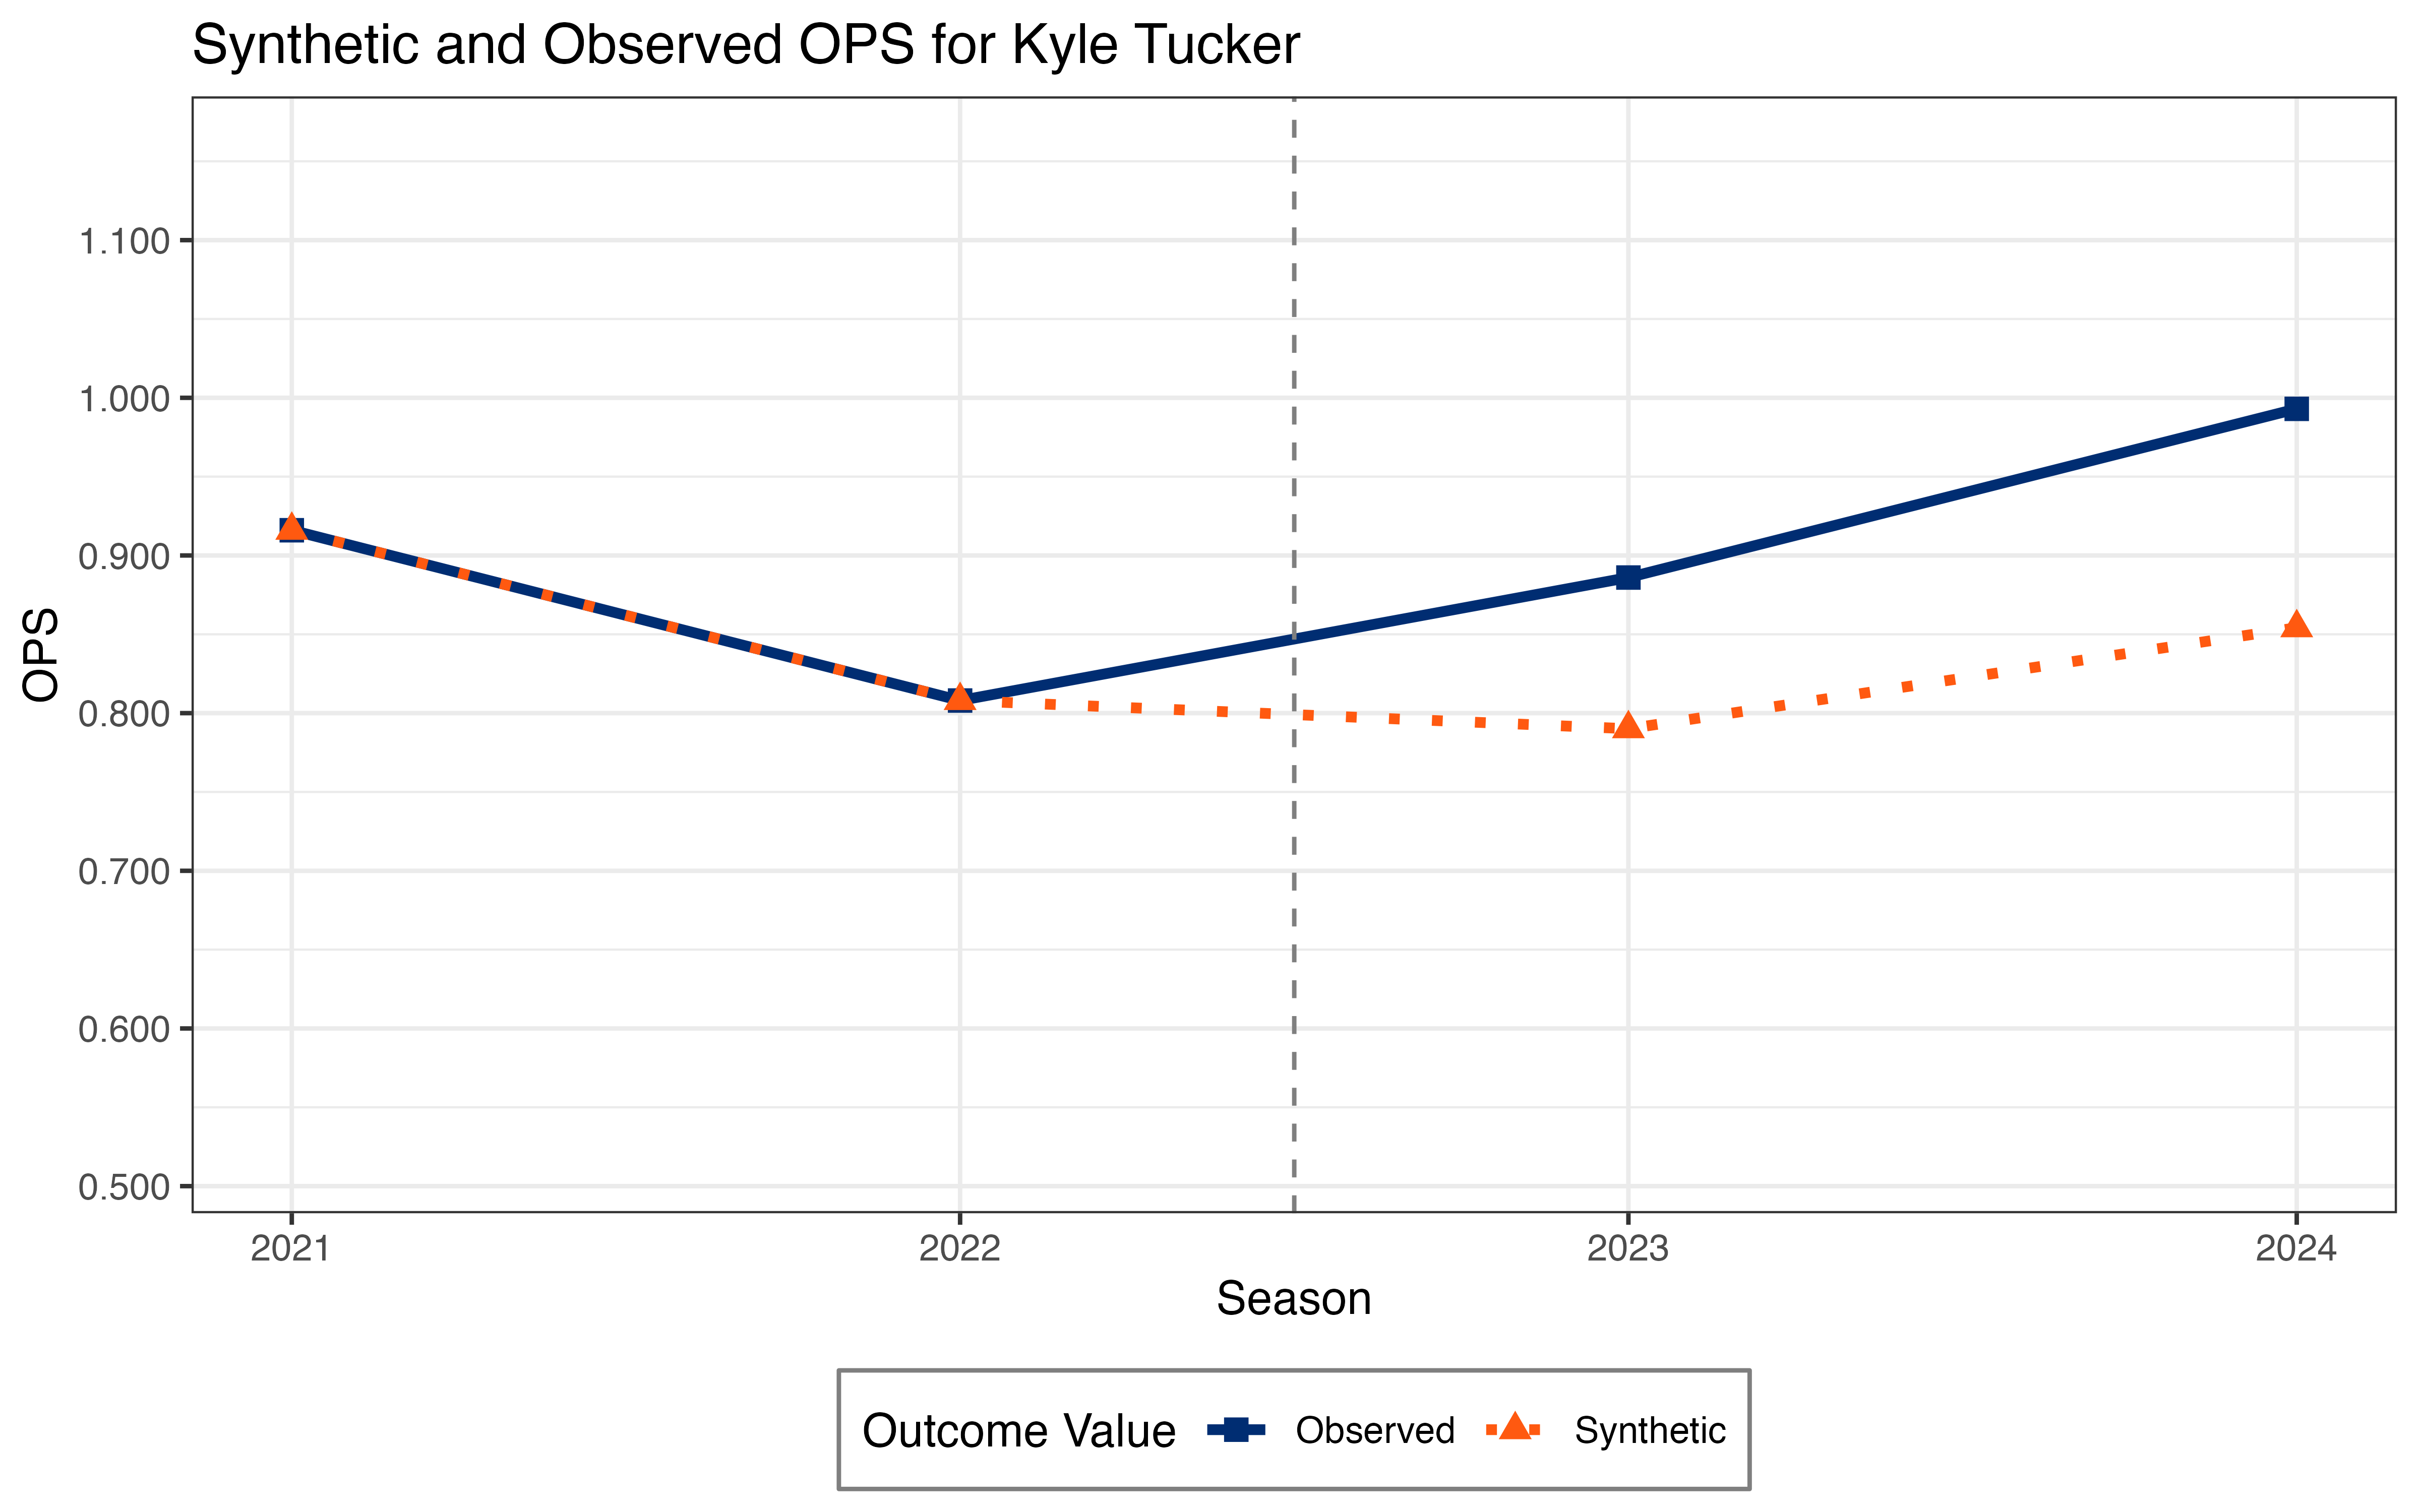 Synthetic and Observed OPS for Kyle Tucker
1.100
1.000
0.900
0.800
0.700
0.600
0.500
OPS
2021 2022 2023 2024
Season
Outcome Value Observed Synthetic